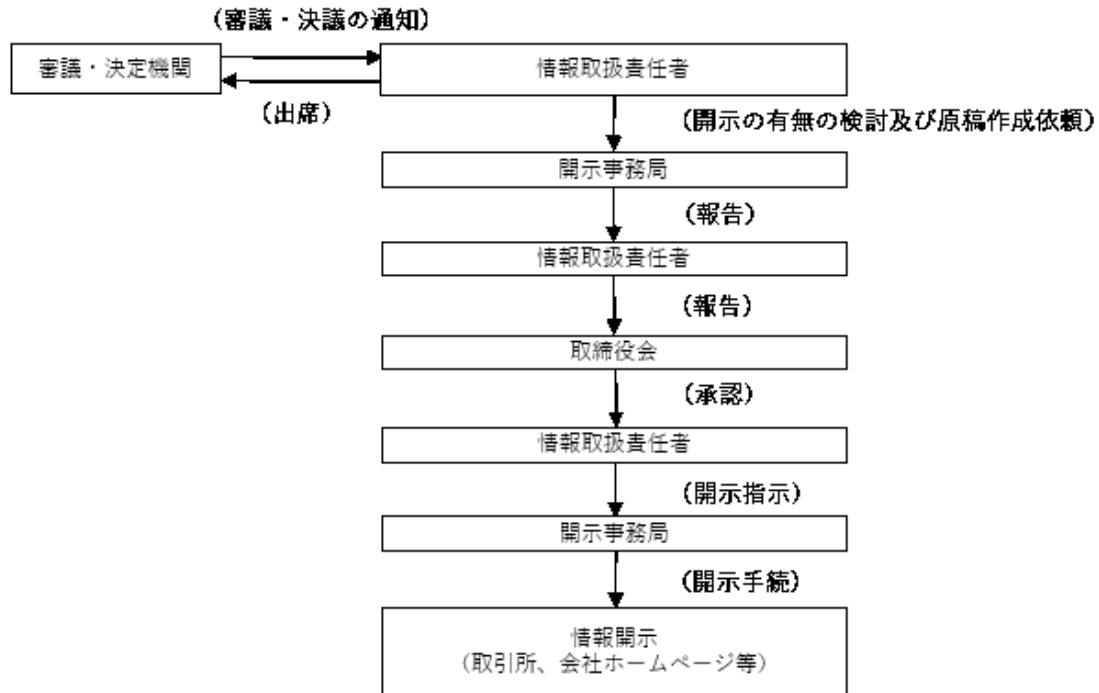 （審議・決議の通知）
審議・決定機関
情報取扱責任者
（出席）
（開示の有無の検討及び原稿作成依頼）
開示事務局
（報告）
情報取扱責任者
（報告）
取締役会
（承認）
情報取扱責任者
（開示指示）
開示事務局
（開示手続）
情報開示
（取引所、会社ホームページ等）